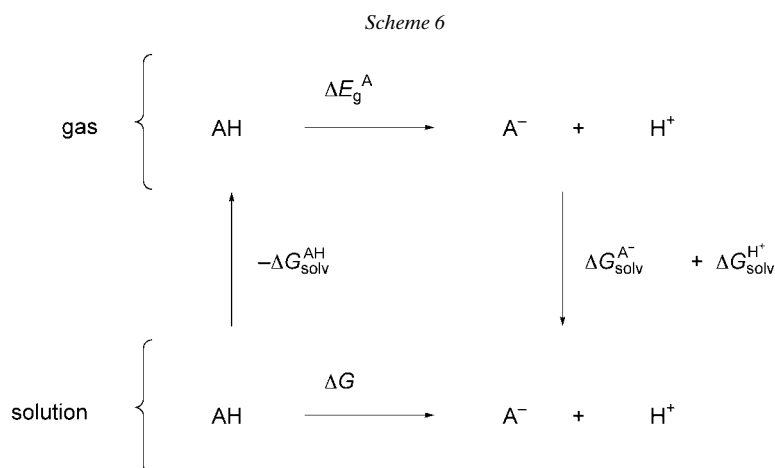 Scheme 6
ΔE_g^A
gas AH A⁻ + H⁺
−ΔG_solv^AH ΔG_solv^A⁻ + ΔG_solv^H⁺
ΔG
solution AH A⁻ + H⁺